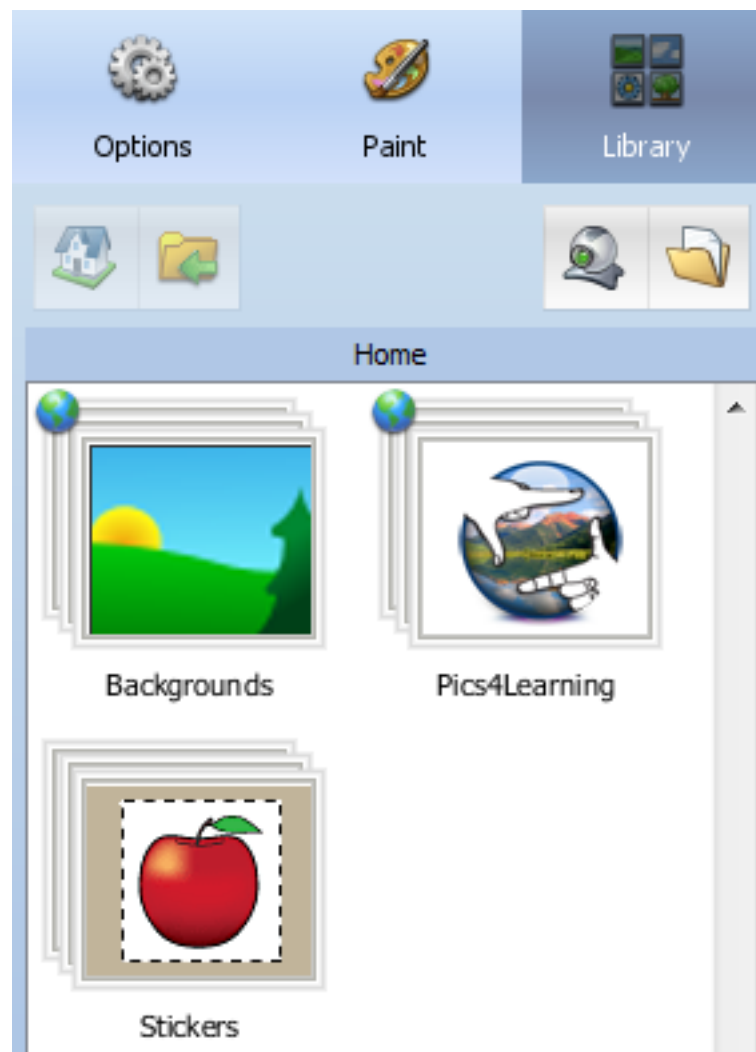 Options
Paint
Library
Home
Backgrounds
Pics4Learning
Stickers